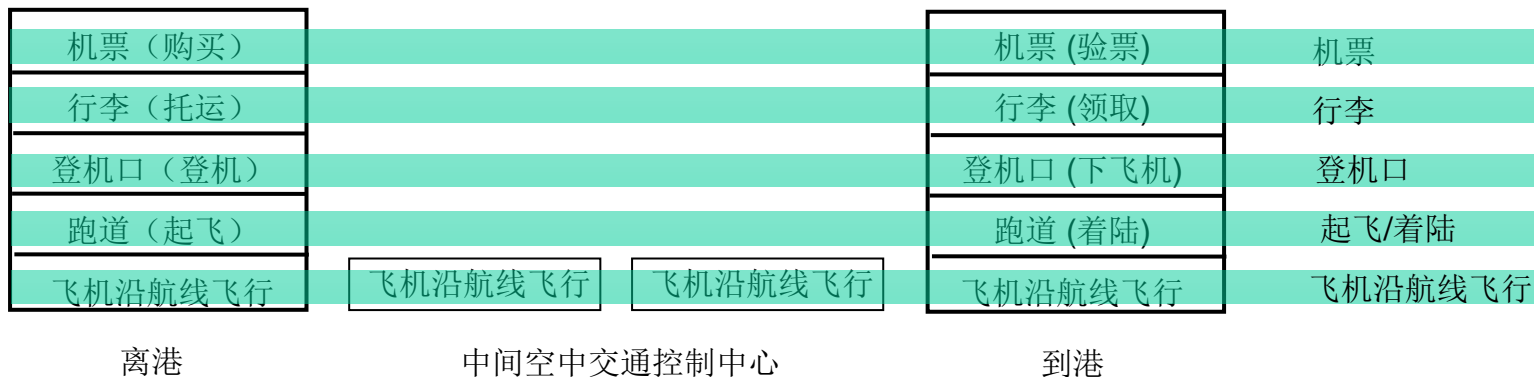 机票（购买） 机票 (验票) 机票
行李（托运） 行李 (领取) 行李
登机口（登机） 登机口 (下飞机) 登机口
跑道（起飞） 跑道 (着陆) 起飞/着陆
飞机沿航线飞行 飞机沿航线飞行 飞机沿航线飞行 飞机沿航线飞行 飞机沿航线飞行
离港 中间空中交通控制中心 到港